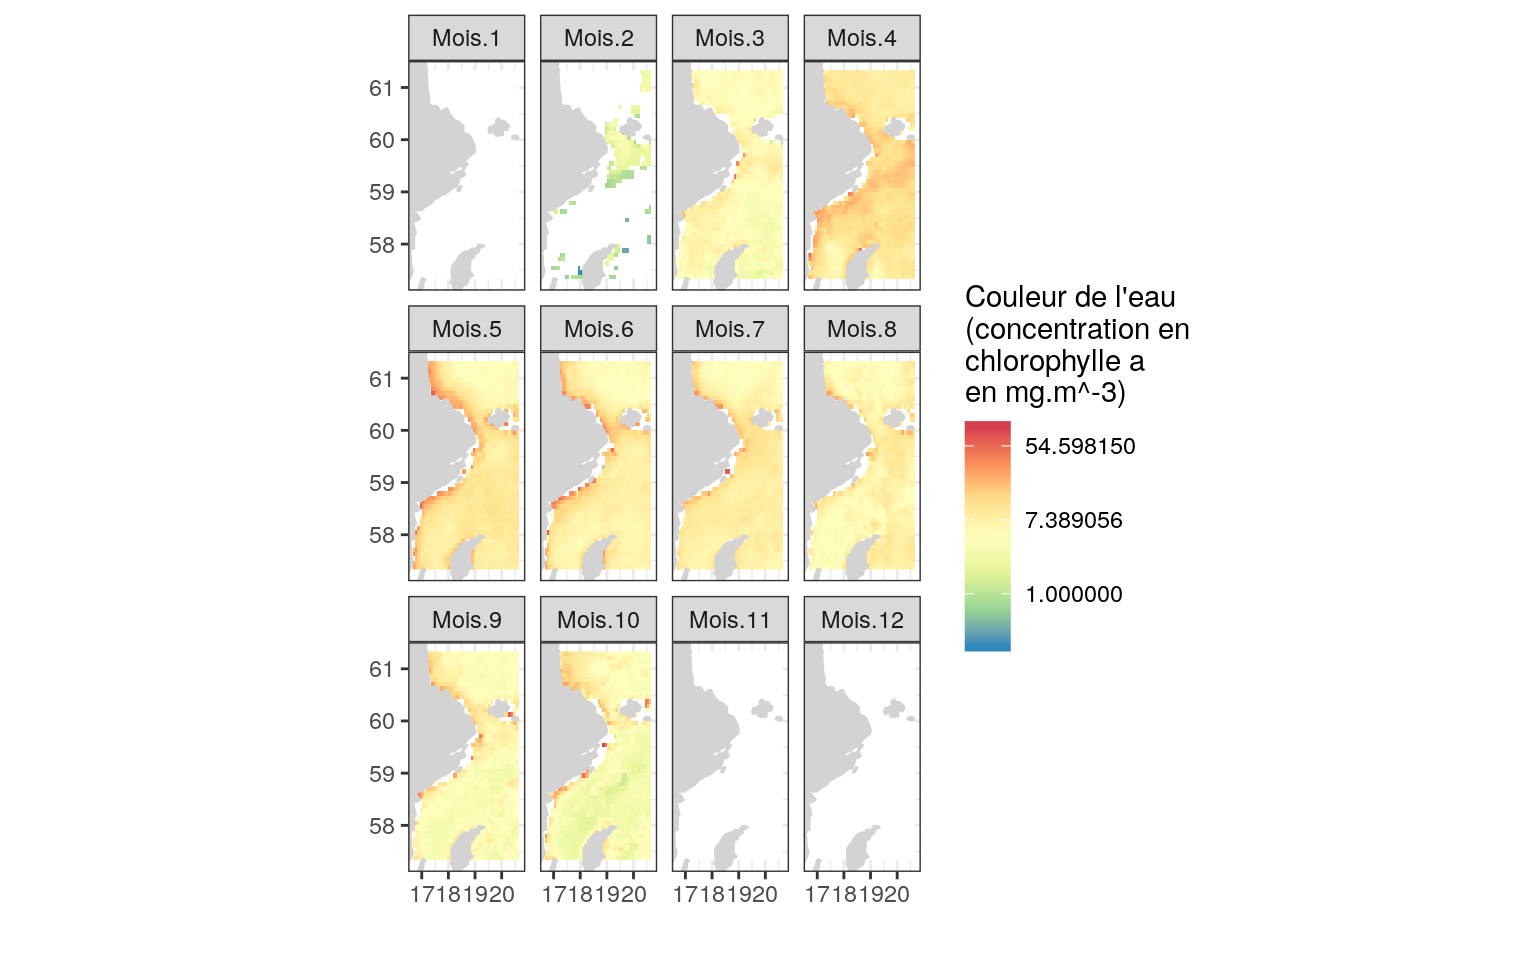 Mois.1 Mois.2 Mois.3 Mois.4
61
60
59
58
Mois.5 Mois.6 Mois.7 Mois.8
61
60
59
58
Mois.9 Mois.10 Mois.11 Mois.12
61
60
59
58
17181920 17181920 17181920 17181920
Couleur de l'eau
(concentration en
chlorophylle a
en mg.m^-3)
54.598150
7.389056
1.000000